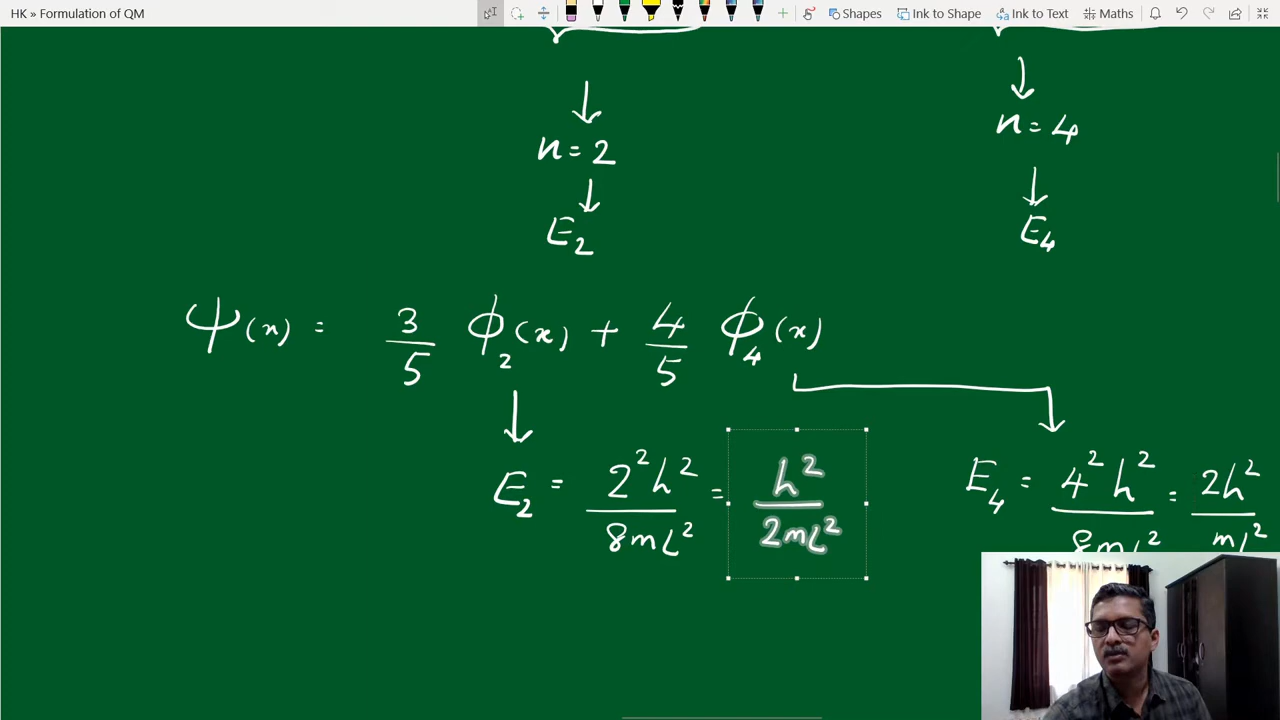 HK » Formulation of QM
Shapes Ink to Shape Ink to Text Maths
n = 2
n = 4
E₂
E₄
Ψ(x) = 3/5 ϕ₂(x) + 4/5 ϕ₄(x)
E₂ = 2²h²/8mL² = h²/2mL²
E₄ = 4²h²/8mL² = 2h²/mL²